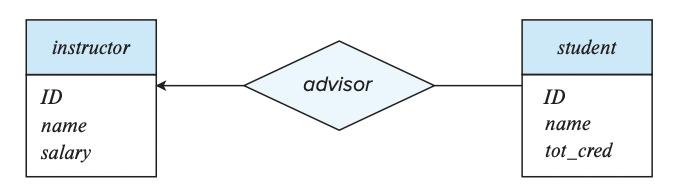 instructor
ID
name
salary
advisor
student
ID
name
tot_cred